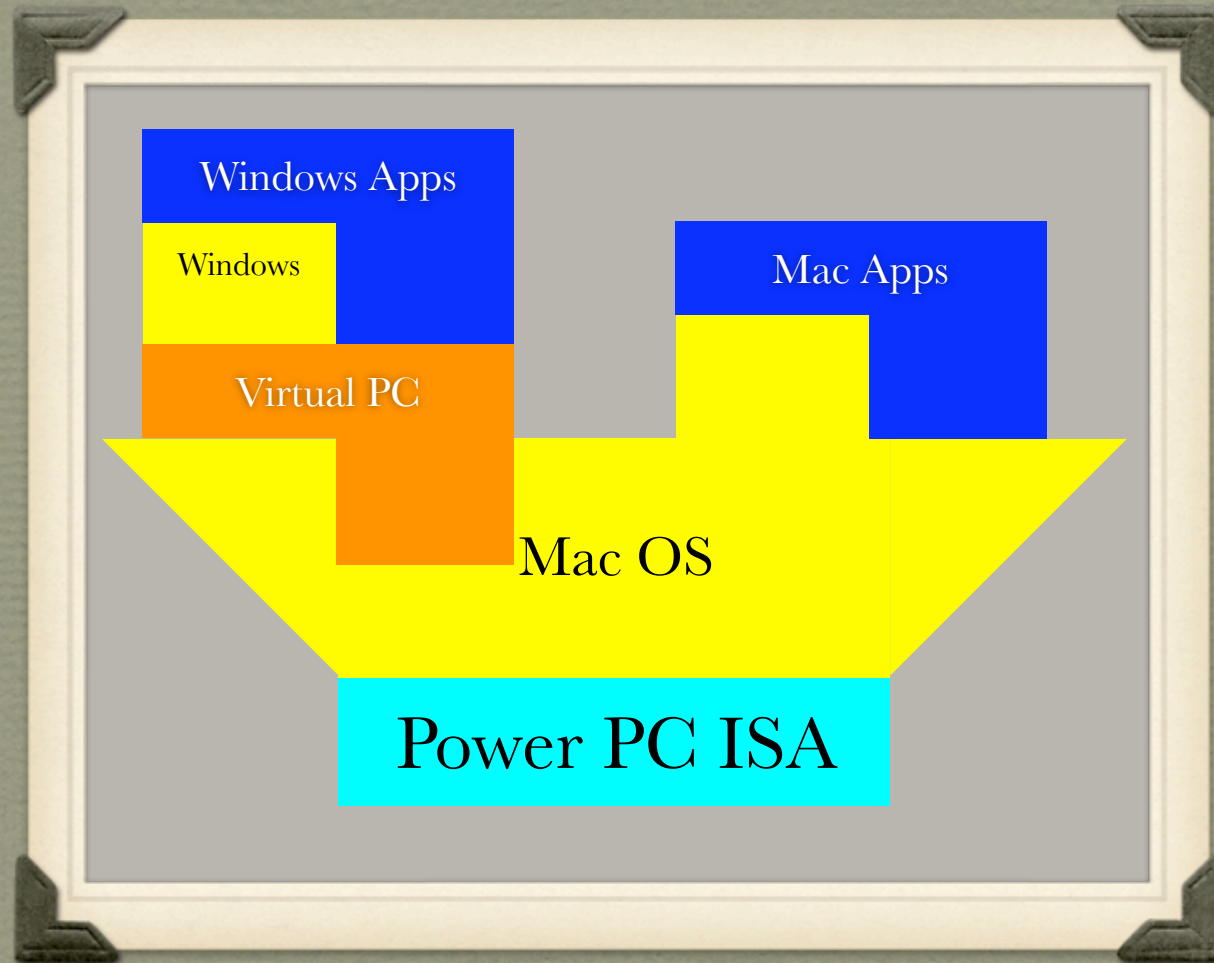 Windows Apps
Windows
Mac Apps
Virtual PC
Mac OS
Power PC ISA